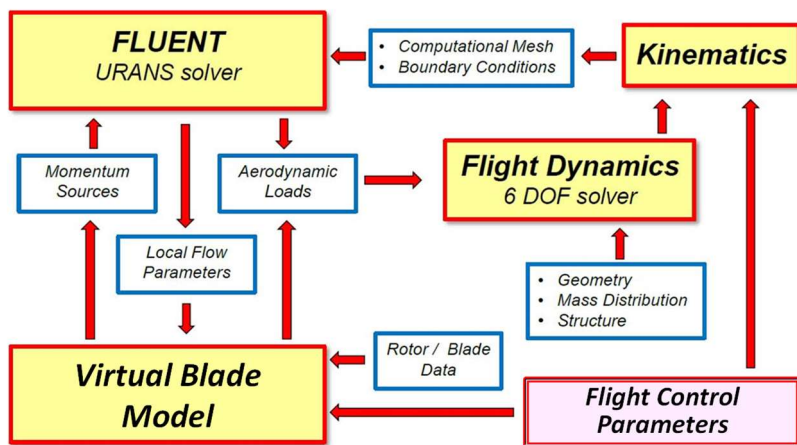 FLUENT
URANS solver
• Computational Mesh
• Boundary Conditions
Kinematics
Momentum
Sources
Aerodynamic
Loads
Flight Dynamics
6 DOF solver
Local Flow
Parameters
• Geometry
• Mass Distribution
• Structure
Rotor / Blade
Data
Virtual Blade
Model
Flight Control
Parameters